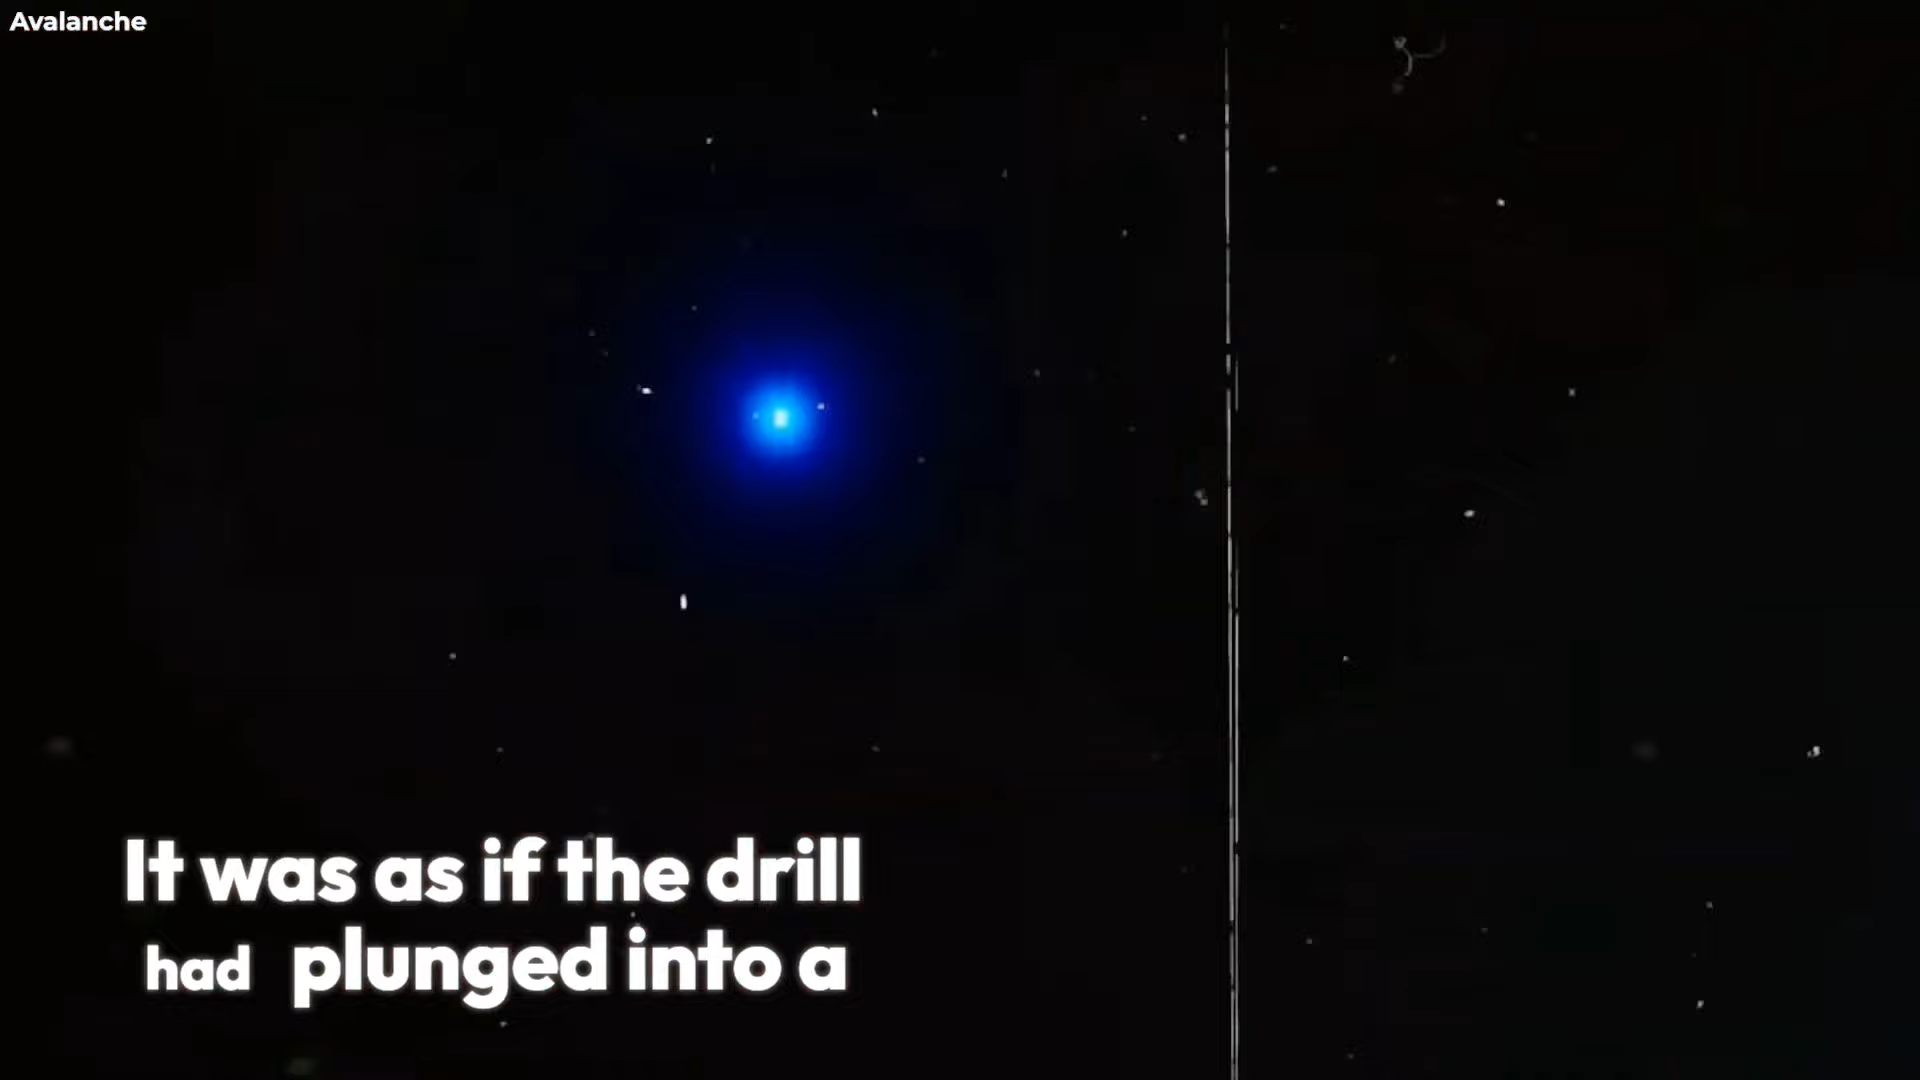 Avalanche
It was as if the drill
had plunged into a